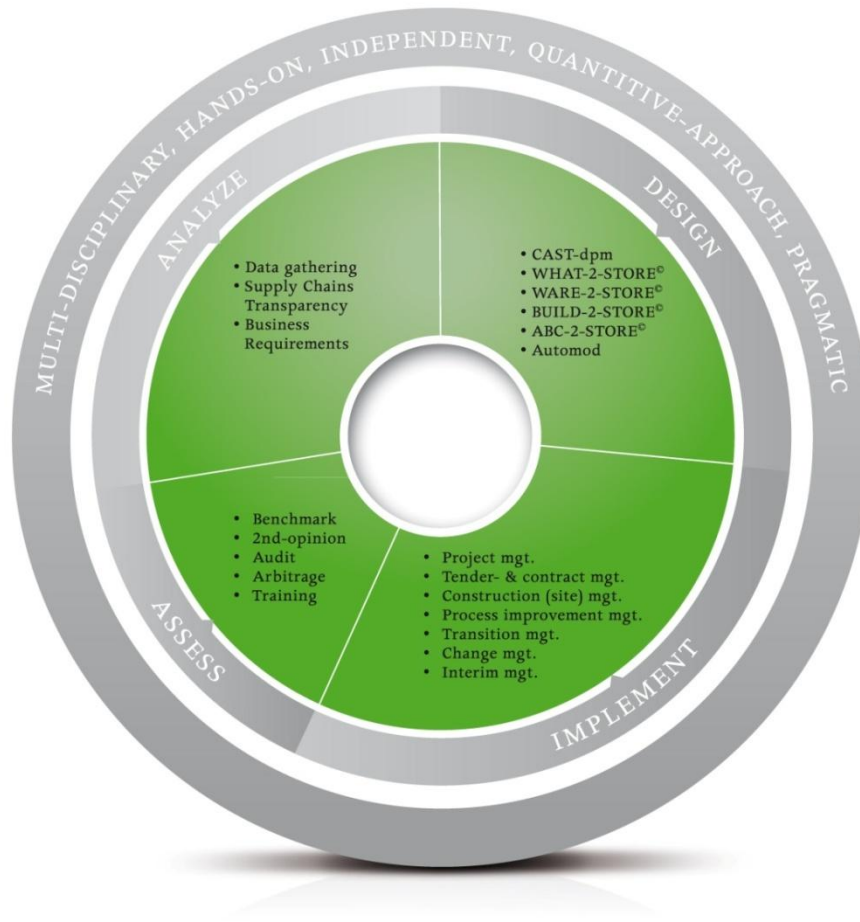 MULTI-DISCIPLINARY, HANDS-ON, INDEPENDENT, QUANTITIVE-APPROACH, PRAGMATIC
ANALYZE
• Data gathering
• Supply Chains
Transparency
• Business
Requirements
DESIGN
• CAST-dpm
• WHAT-2-STORE©
• WARE-2-STORE©
• BUILD-2-STORE©
• ABC-2-STORE©
• Automod
ASSESS
• Benchmark
• 2nd-opinion
• Audit
• Arbitrage
• Training
IMPLEMENT
• Project mgt.
• Tender- & contract mgt.
• Construction (site) mgt.
• Process improvement mgt.
• Transition mgt.
• Change mgt.
• Interim mgt.